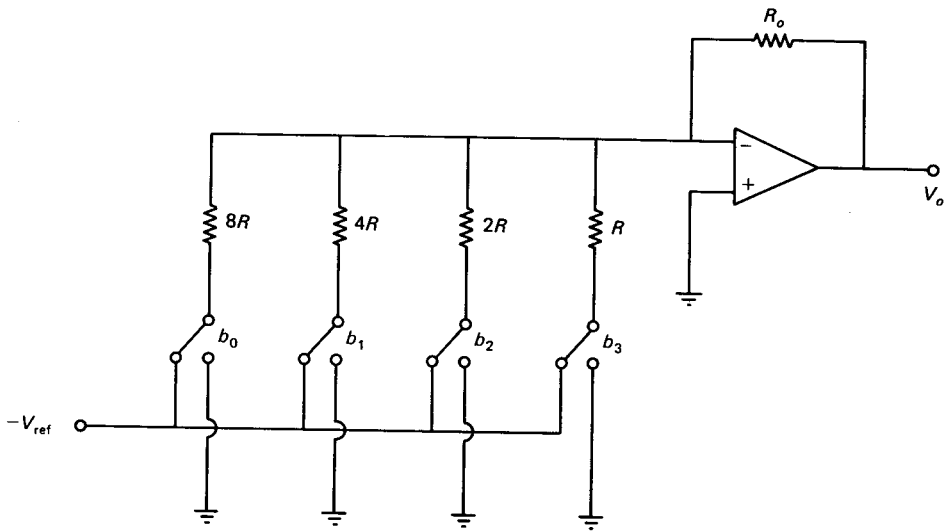 R_o
−
+
V_o
8R
4R
2R
R
b_0
b_1
b_2
b_3
−V_ref